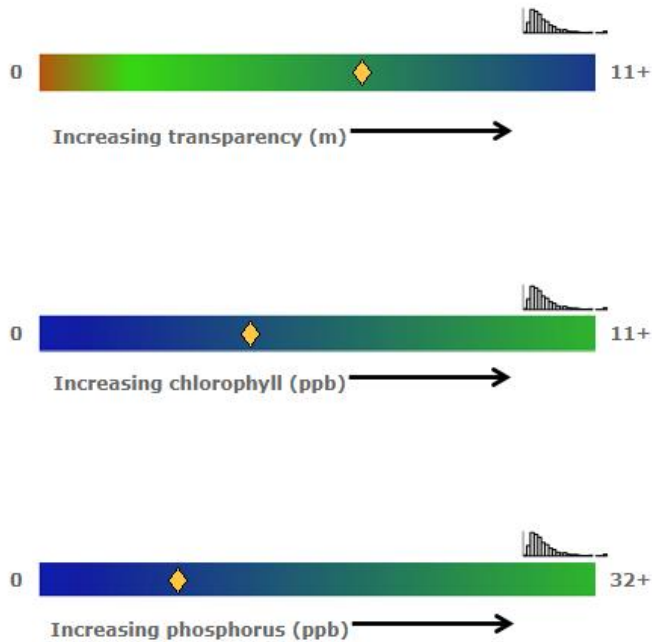 0
11+
Increasing transparency (m)
0
11+
Increasing chlorophyll (ppb)
0
32+
Increasing phosphorus (ppb)